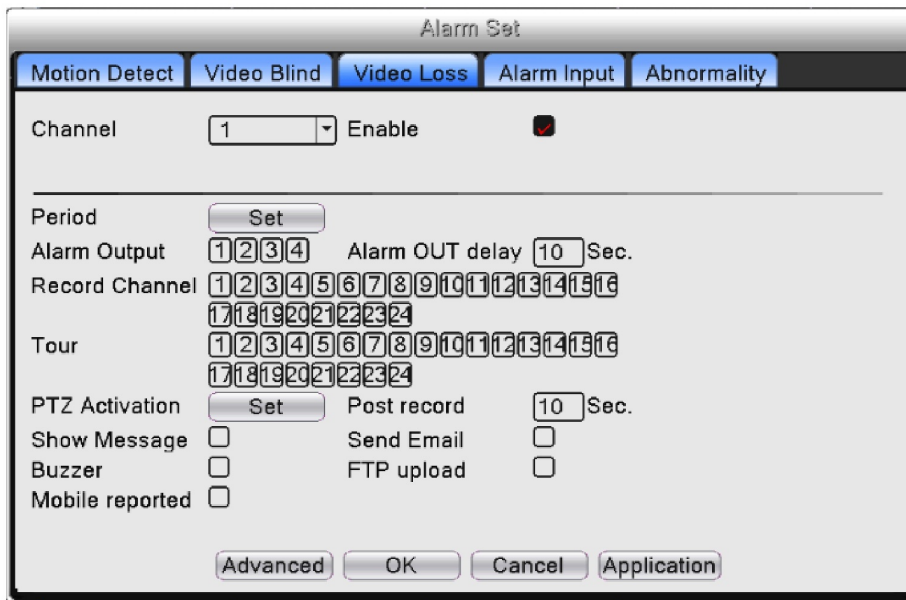 Alarm Set
Motion Detect Video Blind Video Loss Alarm Input Abnormality
Channel 1 Enable
Period Set
Alarm Output 1 2 3 4 Alarm OUT delay 10 Sec.
Record Channel 1 2 3 4 5 6 7 8 9 10 11 12 13 14 15 16
17 18 19 20 21 22 23 24
Tour 1 2 3 4 5 6 7 8 9 10 11 12 13 14 15 16
17 18 19 20 21 22 23 24
PTZ Activation Set Post record 10 Sec.
Show Message Send Email
Buzzer FTP upload
Mobile reported
Advanced OK Cancel Application